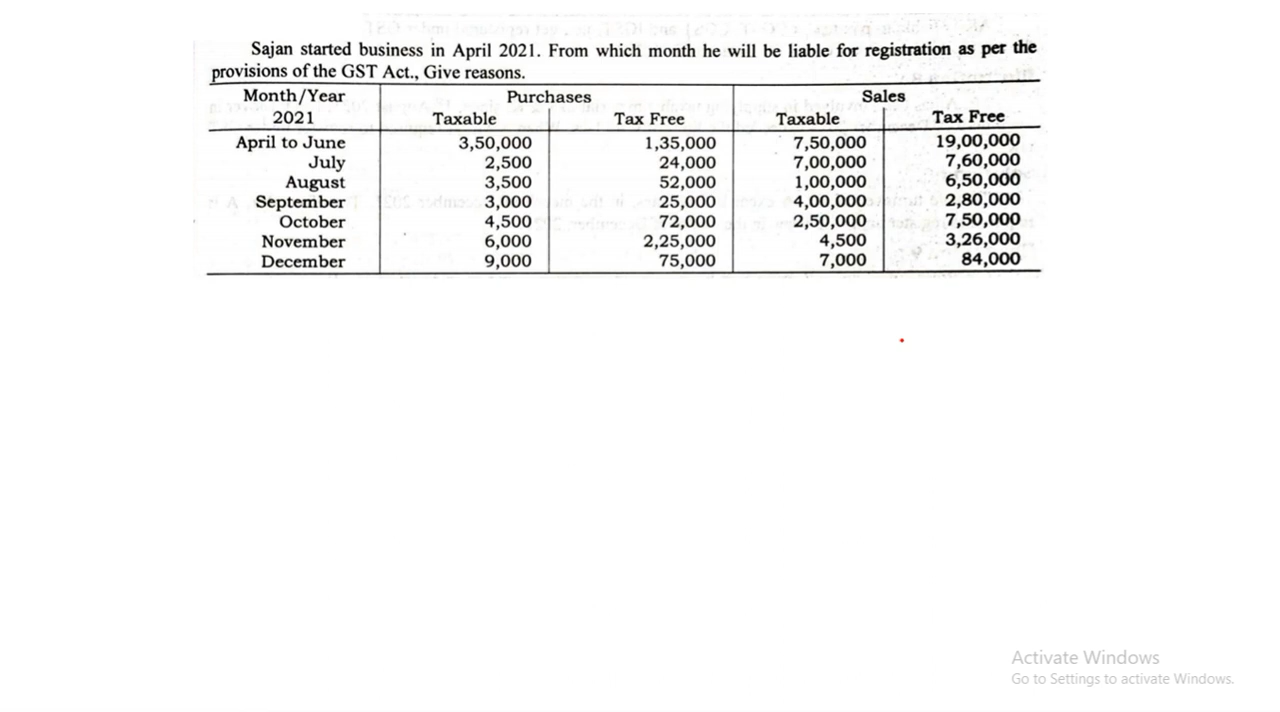 Sajan started business in April 2021. From which month he will be liable for registration as per the
provisions of the GST Act., Give reasons.
Month/Year Purchases Sales
2021 Taxable Tax Free Taxable Tax Free
April to June 3,50,000 1,35,000 7,50,000 19,00,000
July 2,500 24,000 7,00,000 7,60,000
August 3,500 52,000 1,00,000 6,50,000
September 3,000 25,000 4,00,000 2,80,000
October 4,500 72,000 2,50,000 7,50,000
November 6,000 2,25,000 4,500 3,26,000
December 9,000 75,000 7,000 84,000
Activate Windows
Go to Settings to activate Windows.